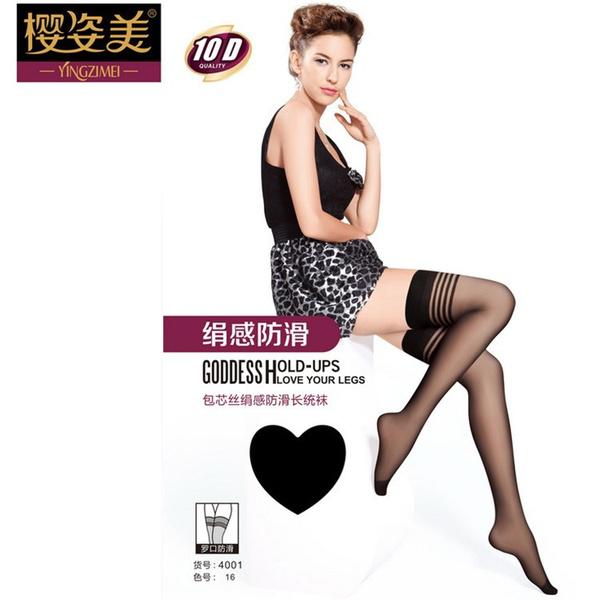 樱姿美®
YINGZIMEI
10 D
QUALITY
绢感防滑
GODDESS HOLD-UPS
LOVE YOUR LEGS
包芯丝绢感防滑长统袜
罗口防滑
货号: 4001
色号: 16